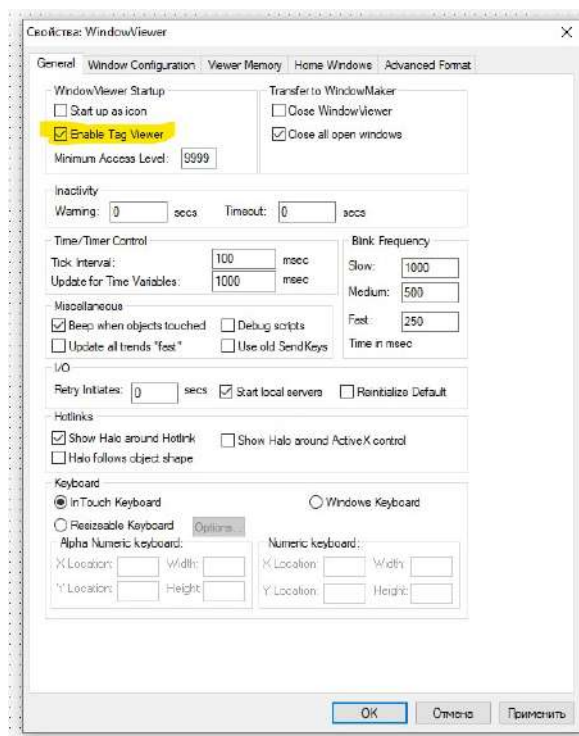 Свойства: WindowViewer
General Window Configuration Viewer Memory Home Windows Advanced Format
WindowViewer Startup
Start up as icon
Enable Tag Viewer
Minimum Access Level: 9999
Transfer to WindowMaker
Close WindowViewer
Close all open windows
Inactivity
Warning: 0 secs Timeout: 0 secs
Time/Timer Control
Tick Interval: 100 msec
Update for Time Variables: 1000 msec
Blink Frequency
Slow: 1000
Medium: 500
Fast: 250
Time in msec
Miscellaneous
Beep when objects touched Debug scripts
Update all trends "fast" Use old SendKeys
I/O
Retry Initiates: 0 secs Start local servers Reinitialize Default
Hotlinks
Show Halo around Hotlink Show Halo around ActiveX control
Halo follows object shape
Keyboard
InTouch Keyboard Windows Keyboard
Resizeable Keyboard Options...
Alpha Numeric keyboard:
X Location: Width:
Y Location: Height:
Numeric keyboard:
X Location: Width:
Y Location: Height:
OK Отмена Применить